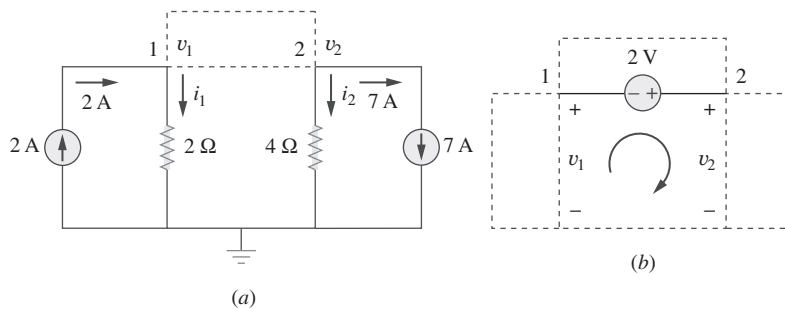 1 v₁ 2 v₂
2 A i₁ i₂ 7 A
2 A 2 Ω 4 Ω 7 A
(a)
2 V
1 − + 2
+ +
v₁ v₂
− −
(b)